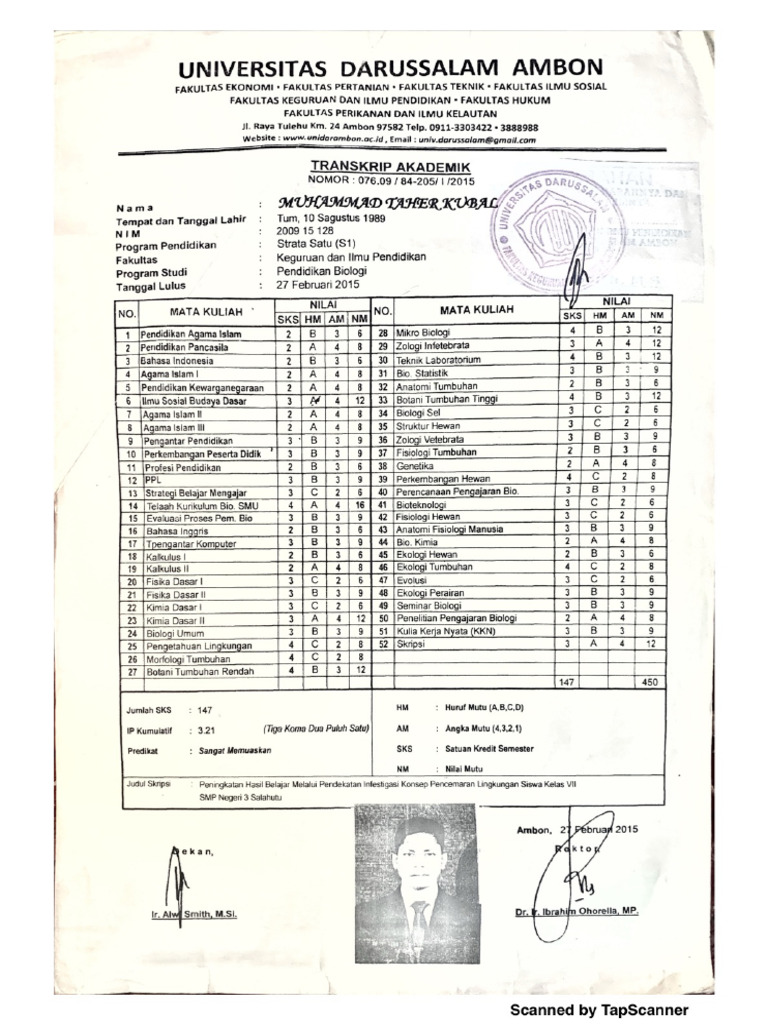 UNIVERSITAS DARUSSALAM AMBON
FAKULTAS EKONOMI • FAKULTAS PERTANIAN • FAKULTAS TEKNIK • FAKULTAS ILMU SOSIAL
FAKULTAS KEGURUAN DAN ILMU PENDIDIKAN • FAKULTAS HUKUM
FAKULTAS PERIKANAN DAN ILMU KELAUTAN
Jl. Raya Tulehu Km. 24 Ambon 97582 Telp. 0911-3303422 • 3888988
Website : www.unidarambon.ac.id, Email : univ.darussalam@gmail.com
TRANSKRIP AKADEMIK
NOMOR : 076.09 / 84-205/ I /2015
Nama : MUHAMMAD TAHER KUBAL
Tempat dan Tanggal Lahir : Tum, 10 Sagustus 1989
NIM : 2009 15 128
Program Pendidikan : Strata Satu (S1)
Fakultas : Keguruan dan Ilmu Pendidikan
Program Studi : Pendidikan Biologi
Tanggal Lulus : 27 Februari 2015
UNIVERSITAS DARUSSALAM
NO. MATA KULIAH NILAI NO. MATA KULIAH NILAI
SKS HM AM NM SKS HM AM NM
1 Pendidikan Agama Islam 2 B 3 6 28 Mikro Biologi 4 B 3 12
2 Pendidikan Pancasila 2 A 4 8 29 Zologi Infetebrata 3 A 4 12
3 Bahasa Indonesia 2 B 3 6 30 Teknik Laboratorium 4 B 3 12
4 Agama Islam I 2 A 4 8 31 Bio. Statistik 3 B 3 9
5 Pendidikan Kewarganegaraan 2 A 4 8 32 Anatomi Tumbuhan 2 B 3 6
6 Ilmu Sosial Budaya Dasar 3 A 4 12 33 Botani Tumbuhan Tinggi 4 B 3 12
7 Agama Islam II 2 A 4 8 34 Biologi Sel 3 C 2 6
8 Agama Islam III 2 A 4 8 35 Struktur Hewan 3 C 2 6
9 Pengantar Pendidikan 3 B 3 9 36 Zologi Vetebrata 3 B 3 9
10 Perkembangan Peserta Didik 3 B 3 9 37 Fisiologi Tumbuhan 2 B 3 6
11 Profesi Pendidikan 3 B 3 9 38 Genetika 2 A 4 8
12 PPL 3 B 3 9 39 Perkembangan Hewan 4 C 2 8
13 Strategi Belajar Mengajar 3 C 2 6 40 Perencanaan Pengajaran Bio. 3 B 3 9
14 Telaah Kurikulum Bio. SMU 4 A 4 16 41 Bioteknologi 3 C 2 6
15 Evaluasi Proses Pem. Bio 3 B 3 9 42 Fisiologi Hewan 3 C 2 6
16 Bahasa Inggris 2 B 3 6 43 Anatomi Fisiologi Manusia 3 B 3 9
17 Tpengantar Komputer 3 B 3 9 44 Bio. Kimia 2 A 4 8
18 Kalkulus I 2 B 3 6 45 Ekologi Hewan 2 B 3 6
19 Kalkulus II 2 A 4 8 46 Ekologi Tumbuhan 4 C 2 8
20 Fisika Dasar I 3 C 2 6 47 Evolusi 3 C 2 6
21 Fisika Dasar II 3 B 3 9 48 Ekologi Perairan 3 B 3 9
22 Kimia Dasar I 3 C 2 6 49 Seminar Biologi 3 B 3 9
23 Kimia Dasar II 3 A 4 12 50 Penelitian Pengajaran Biologi 2 A 4 8
24 Biologi Umum 3 B 3 9 51 Kulia Kerja Nyata (KKN) 3 B 3 9
25 Pengetahuan Lingkungan 4 C 2 8 52 Skripsi 3 A 4 12
26 Morfologi Tumbuhan 4 C 2 8
27 Botani Tumbuhan Rendah 4 B 3 12
147 450
Jumlah SKS : 147 HM : Huruf Mutu (A,B,C,D)
IP Kumulatif : 3.21 (Tiga Koma Dua Puluh Satu) AM : Angka Mutu (4,3,2,1)
Predikat : Sangat Memuaskan SKS : Satuan Kredit Semester
NM : Nilai Mutu
Judul Skripsi : Peningkatan Hasil Belajar Melalui Pendekatan Infestigasi Konsep Pencemaran Lingkungan Siswa Kelas VII
SMP Negeri 3 Salahutu
Ambon, 27 Februari 2015
Dekan, Rektor
Ir. Alwi Smith, M.Si. Dr. Ir. Ibrahim Ohorella, MP.
Scanned by TapScanner